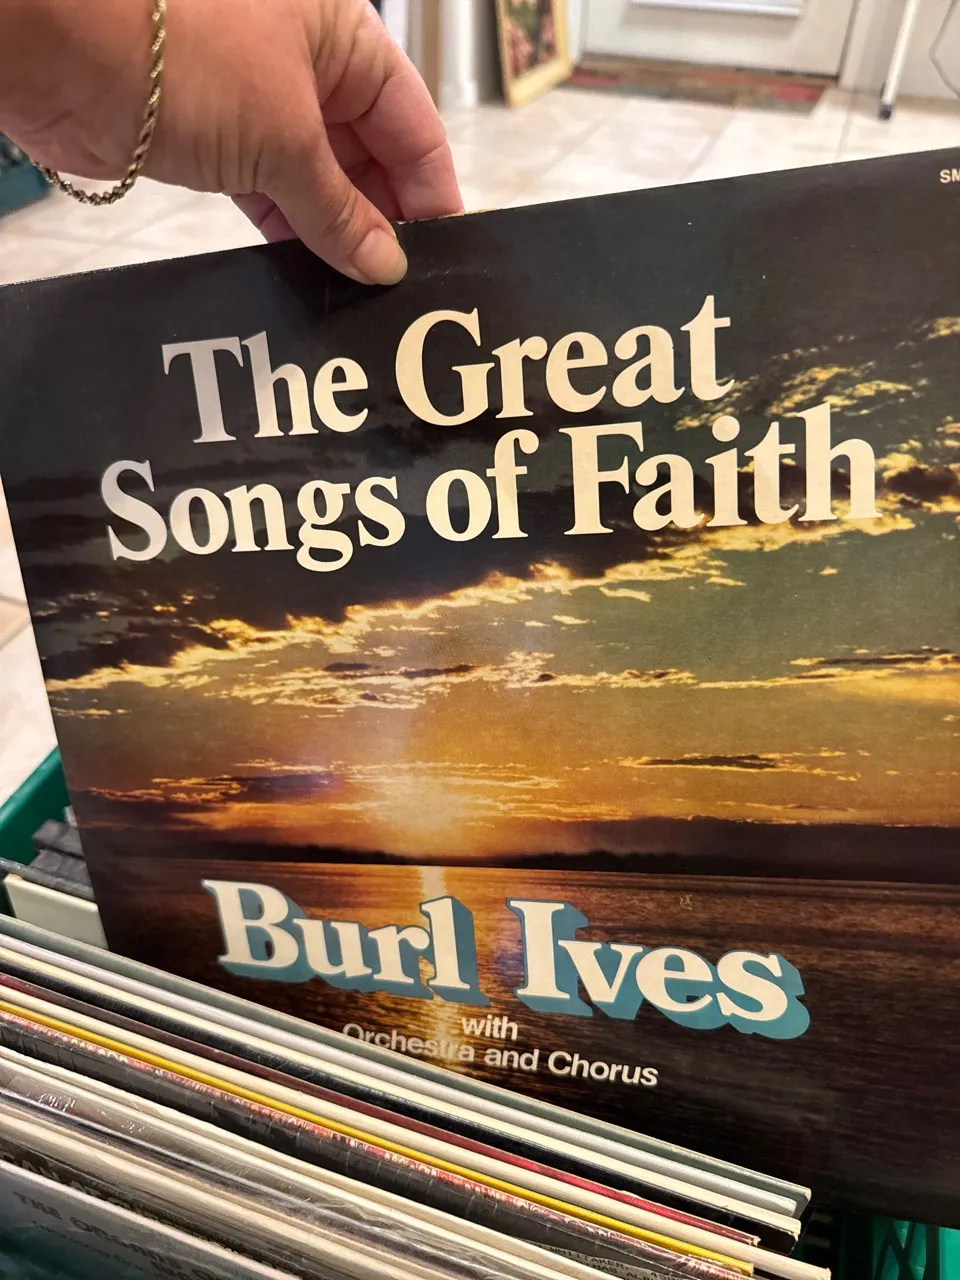 SM
The Great
Songs of Faith
Burl Ives
with
Orchestra and Chorus